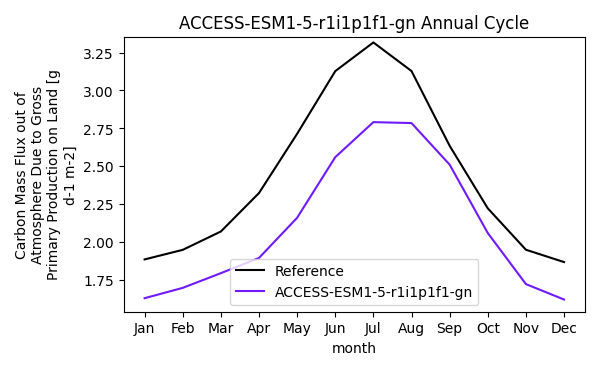 ACCESS-ESM1-5-r1i1p1f1-gn Annual Cycle
Carbon Mass Flux out of
Atmosphere Due to Gross
Primary Production on Land [g
d-1 m-2]
3.25
3.00
2.75
2.50
2.25
2.00
1.75
Reference
ACCESS-ESM1-5-r1i1p1f1-gn
Jan Feb Mar Apr May Jun Jul Aug Sep Oct Nov Dec
month